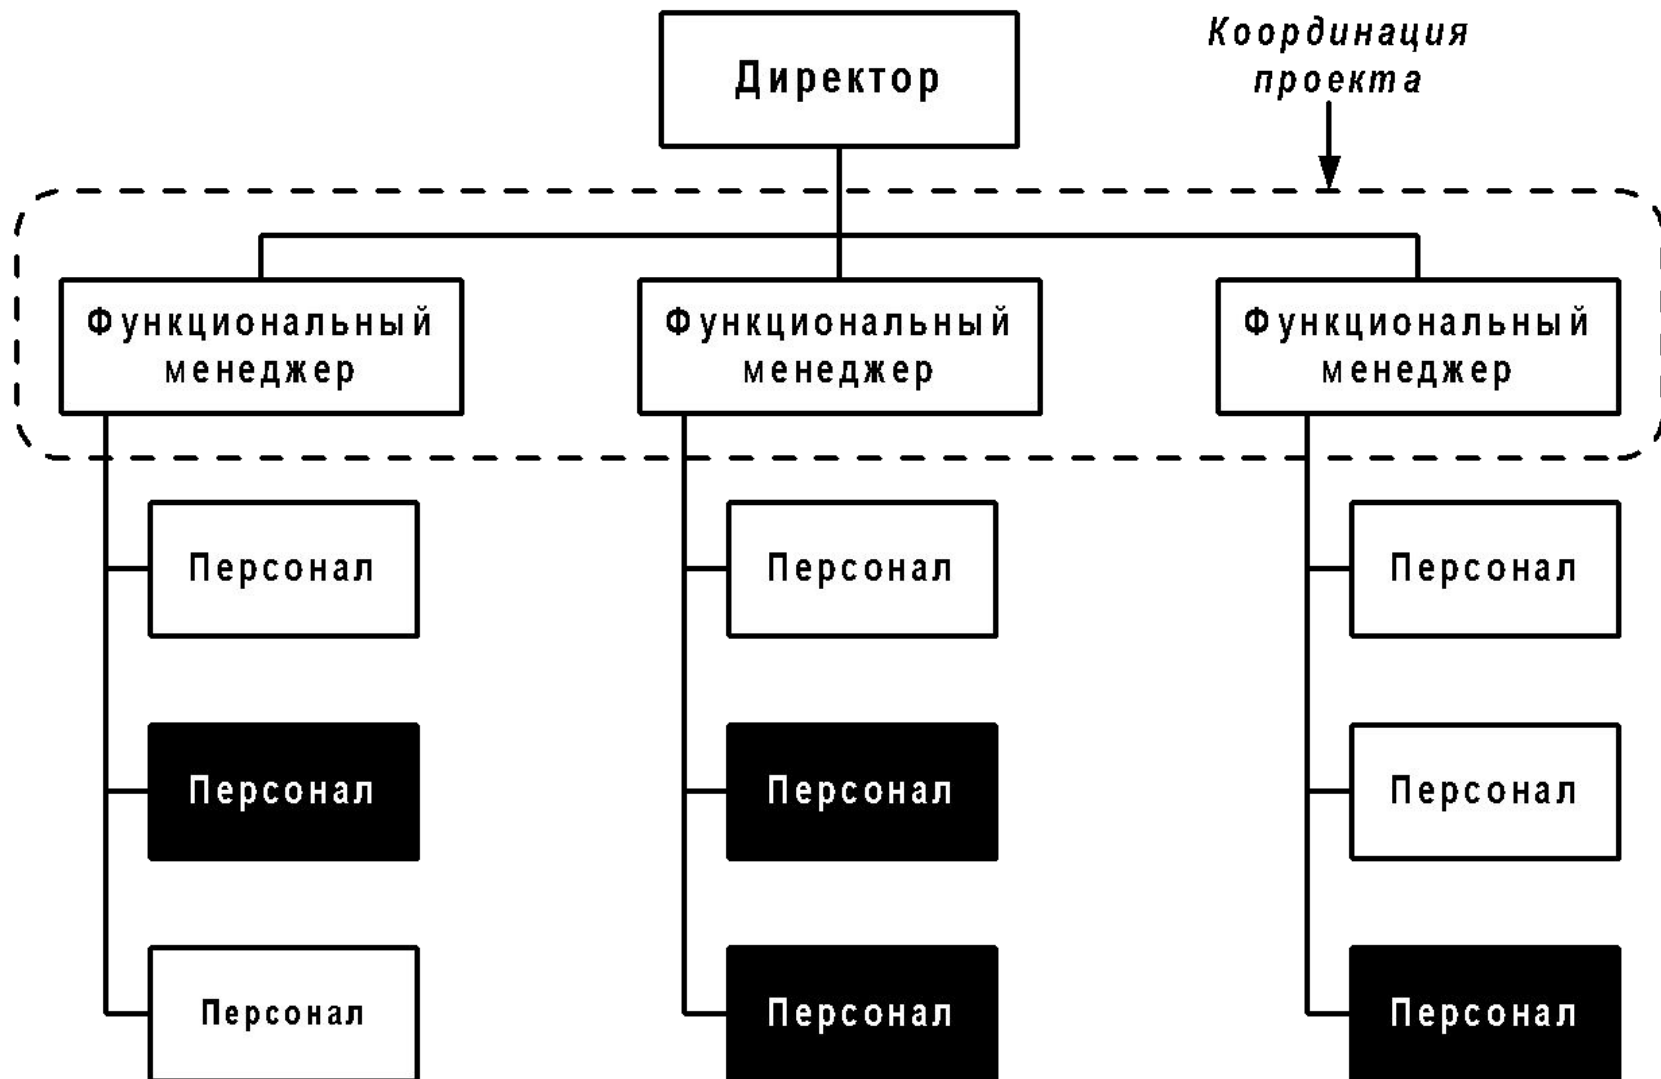 Директор
Координация
проекта
Функциональный
менеджер
Функциональный
менеджер
Функциональный
менеджер
Персонал
Персонал
Персонал
Персонал
Персонал
Персонал
Персонал
Персонал
Персонал